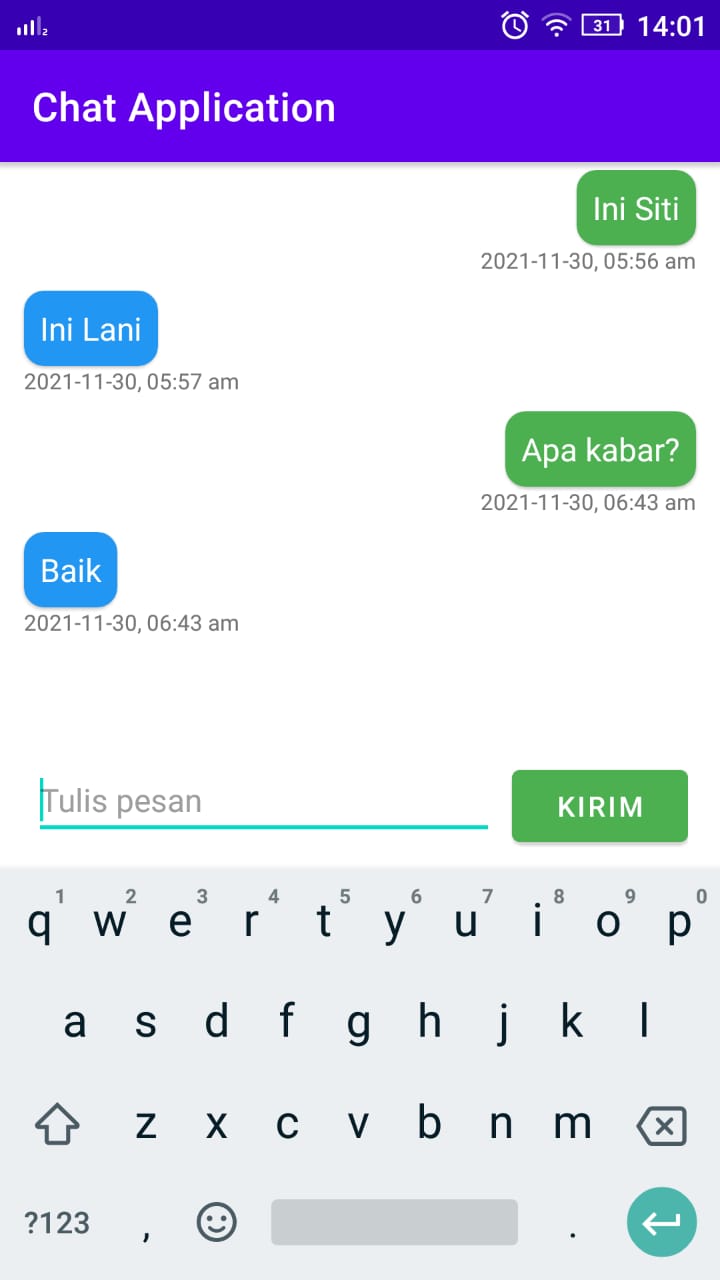 2
31 14:01
Chat Application
Ini Siti
2021-11-30, 05:56 am
Ini Lani
2021-11-30, 05:57 am
Apa kabar?
2021-11-30, 06:43 am
Baik
2021-11-30, 06:43 am
Tulis pesan KIRIM
1 2 3 4 5 6 7 8 9 0
q w e r t y u i o p
a s d f g h j k l
z x c v b n m
?123 , .